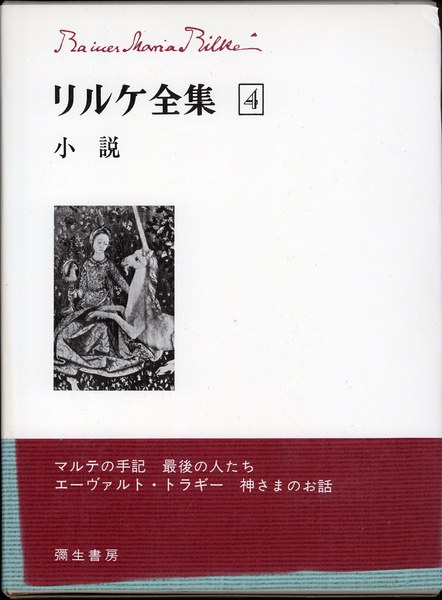 Rainer Maria Rilke
リルケ全集 4
小説
マルテの手記 最後の人たち
エーヴァルト・トラギー 神さまのお話
彌生書房